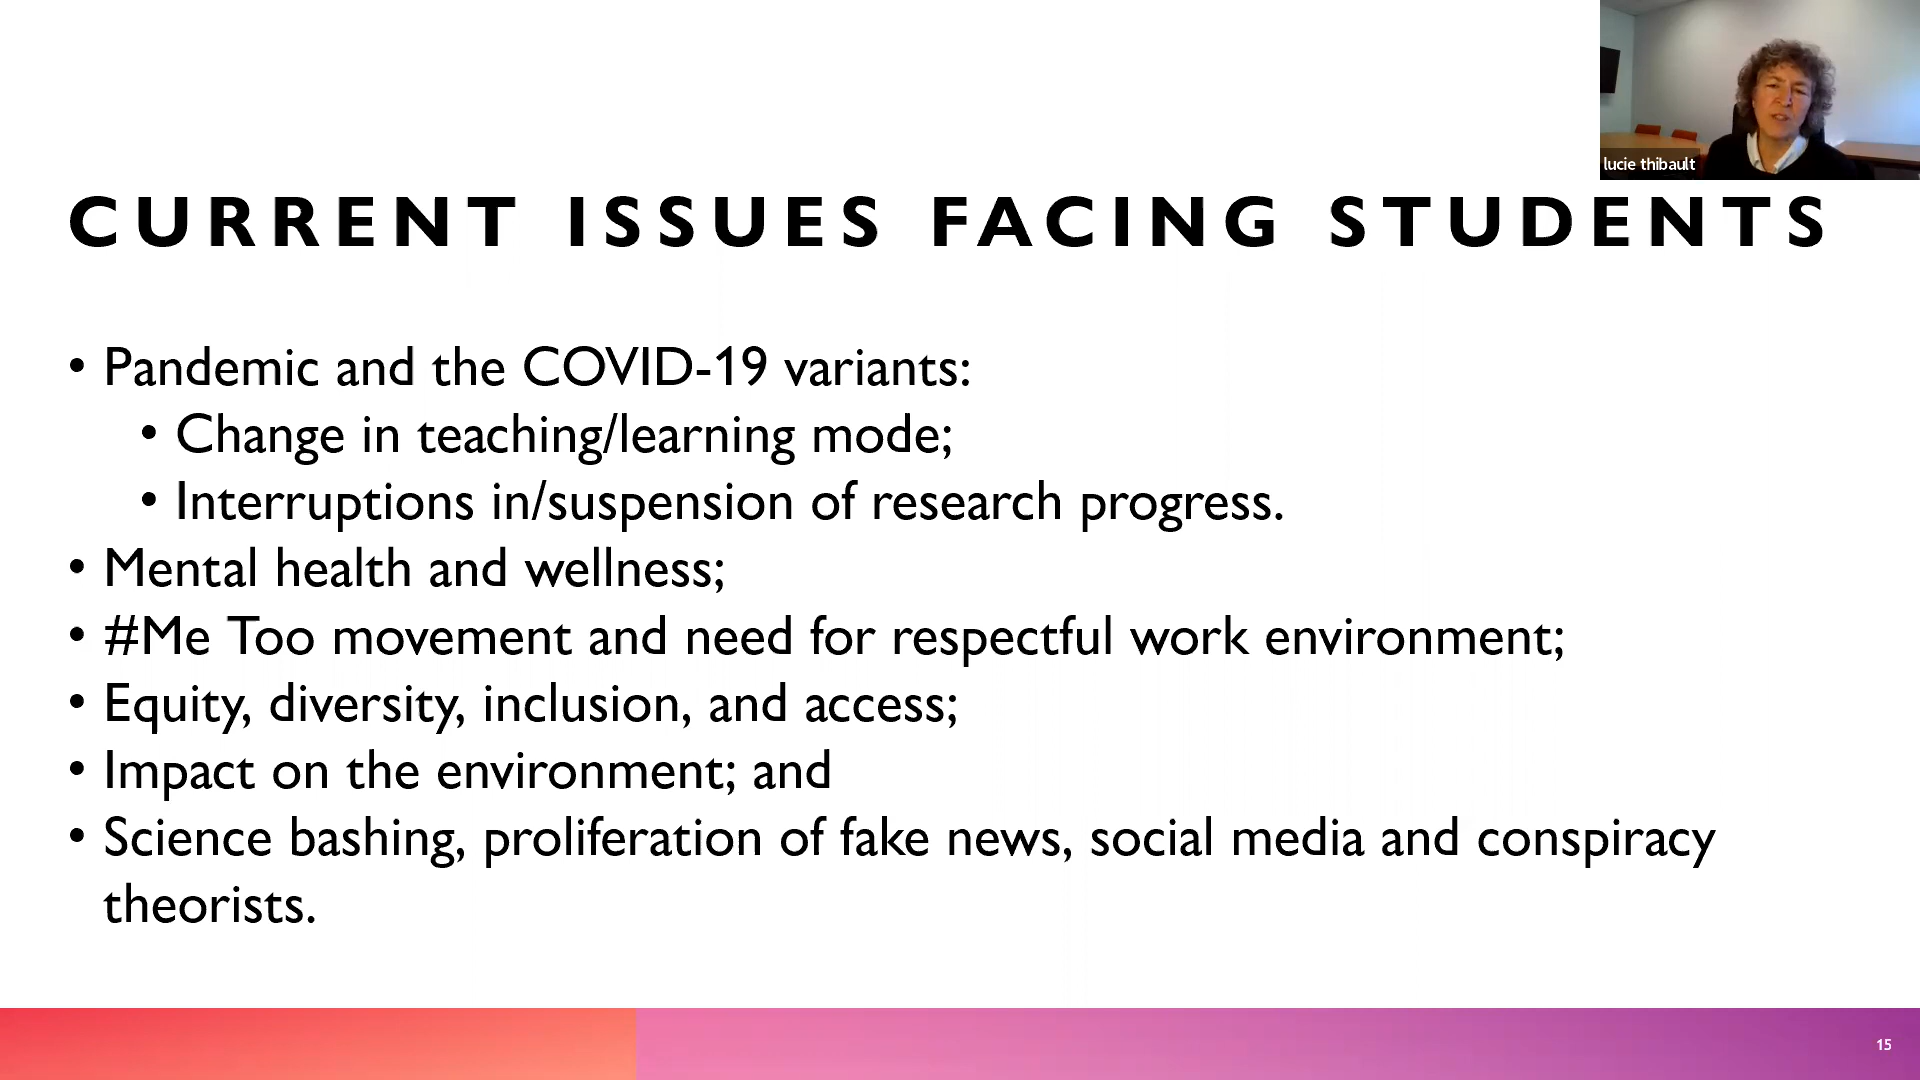 lucie thibault
CURRENT ISSUES FACING STUDENTS
• Pandemic and the COVID-19 variants:
• Change in teaching/learning mode;
• Interruptions in/suspension of research progress.
• Mental health and wellness;
• #Me Too movement and need for respectful work environment;
• Equity, diversity, inclusion, and access;
• Impact on the environment; and
• Science bashing, proliferation of fake news, social media and conspiracy
theorists.
15